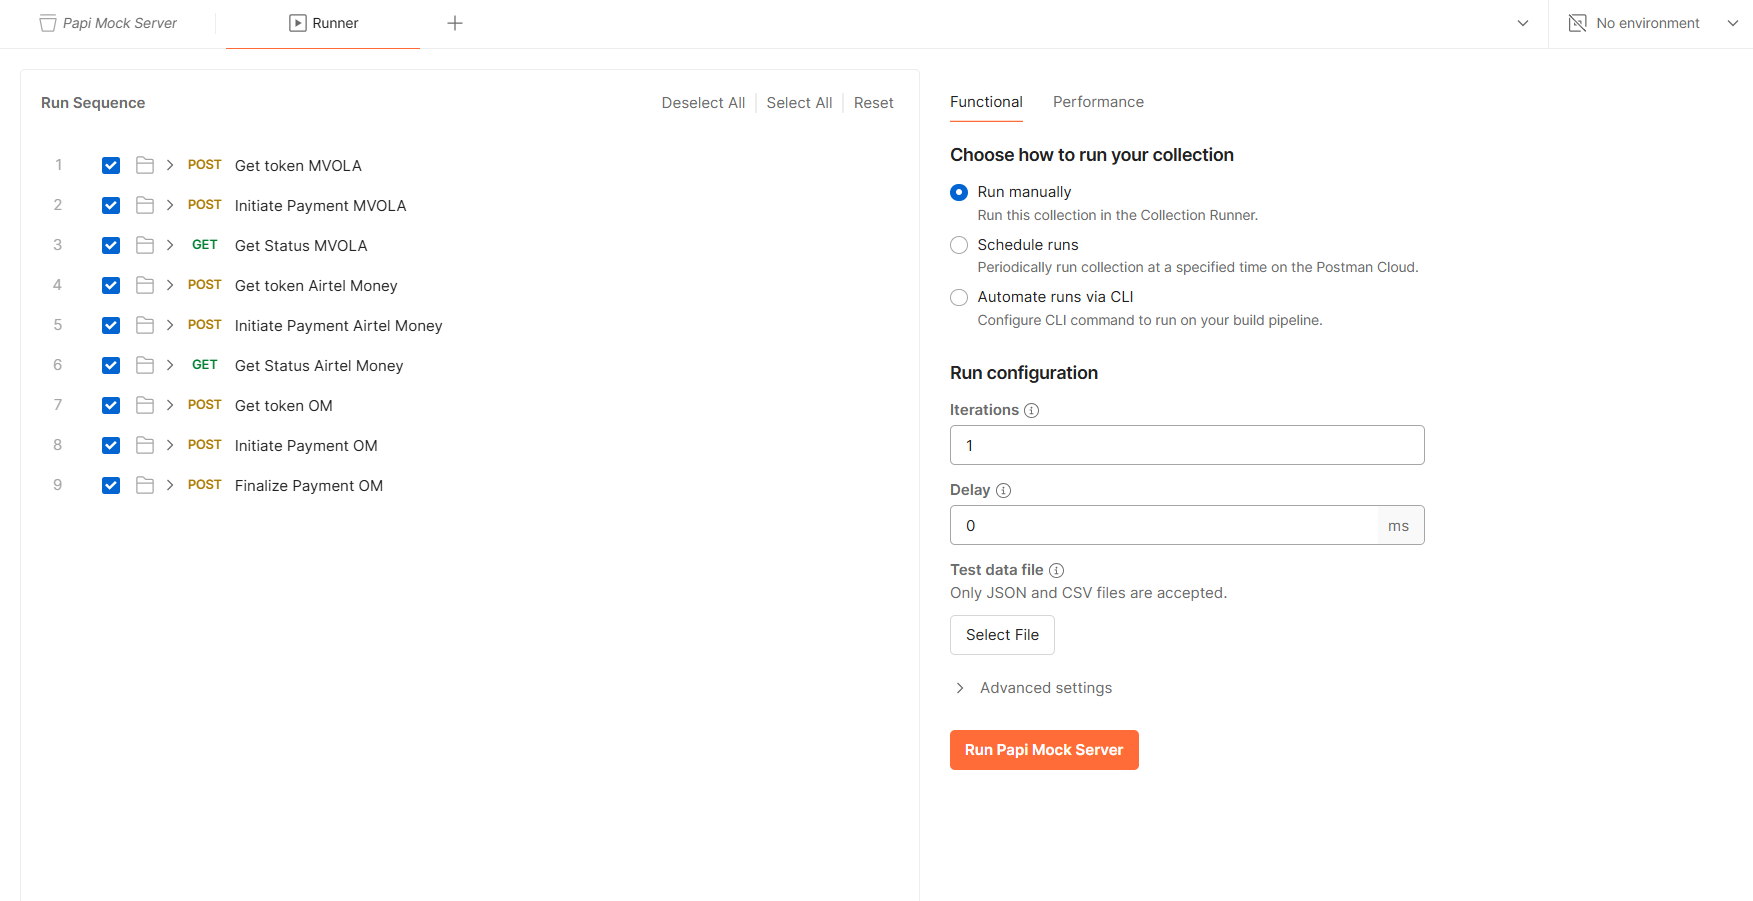 Papi Mock Server
Runner
No environment
Run Sequence
Deselect All
Select All
Reset
1 POST Get token MVOLA
2 POST Initiate Payment MVOLA
3 GET Get Status MVOLA
4 POST Get token Airtel Money
5 POST Initiate Payment Airtel Money
6 GET Get Status Airtel Money
7 POST Get token OM
8 POST Initiate Payment OM
9 POST Finalize Payment OM
Functional
Performance
Choose how to run your collection
Run manually
Run this collection in the Collection Runner.
Schedule runs
Periodically run collection at a specified time on the Postman Cloud.
Automate runs via CLI
Configure CLI command to run on your build pipeline.
Run configuration
Iterations
1
Delay
0 ms
Test data file
Only JSON and CSV files are accepted.
Select File
Advanced settings
Run Papi Mock Server